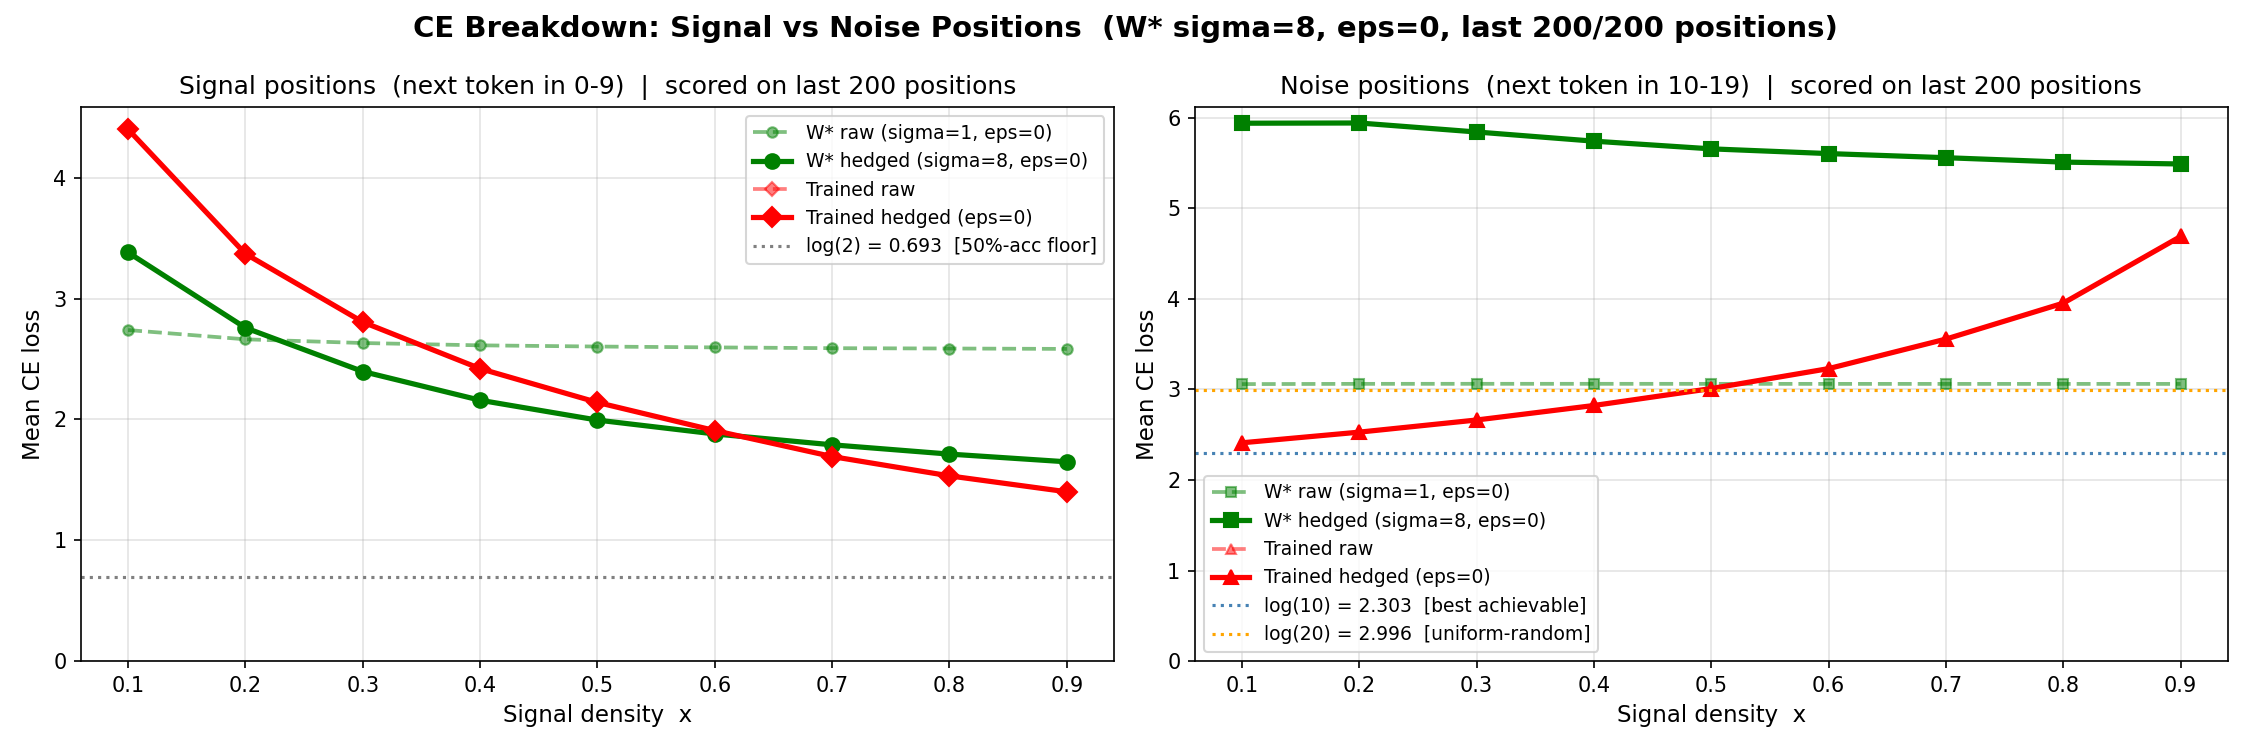 CE Breakdown: Signal vs Noise Positions  (W* sigma=8, eps=0, last 200/200 positions)
Signal positions  (next token in 0-9)  |  scored on last 200 positions
Mean CE loss
4
3
2
1
0
W* raw (sigma=1, eps=0)
W* hedged (sigma=8, eps=0)
Trained raw
Trained hedged (eps=0)
log(2) = 0.693  [50%-acc floor]
0.1 0.2 0.3 0.4 0.5 0.6 0.7 0.8 0.9
Signal density  x
Noise positions  (next token in 10-19)  |  scored on last 200 positions
Mean CE loss
6
5
4
3
2
1
0
W* raw (sigma=1, eps=0)
W* hedged (sigma=8, eps=0)
Trained raw
Trained hedged (eps=0)
log(10) = 2.303  [best achievable]
log(20) = 2.996  [uniform-random]
0.1 0.2 0.3 0.4 0.5 0.6 0.7 0.8 0.9
Signal density  x